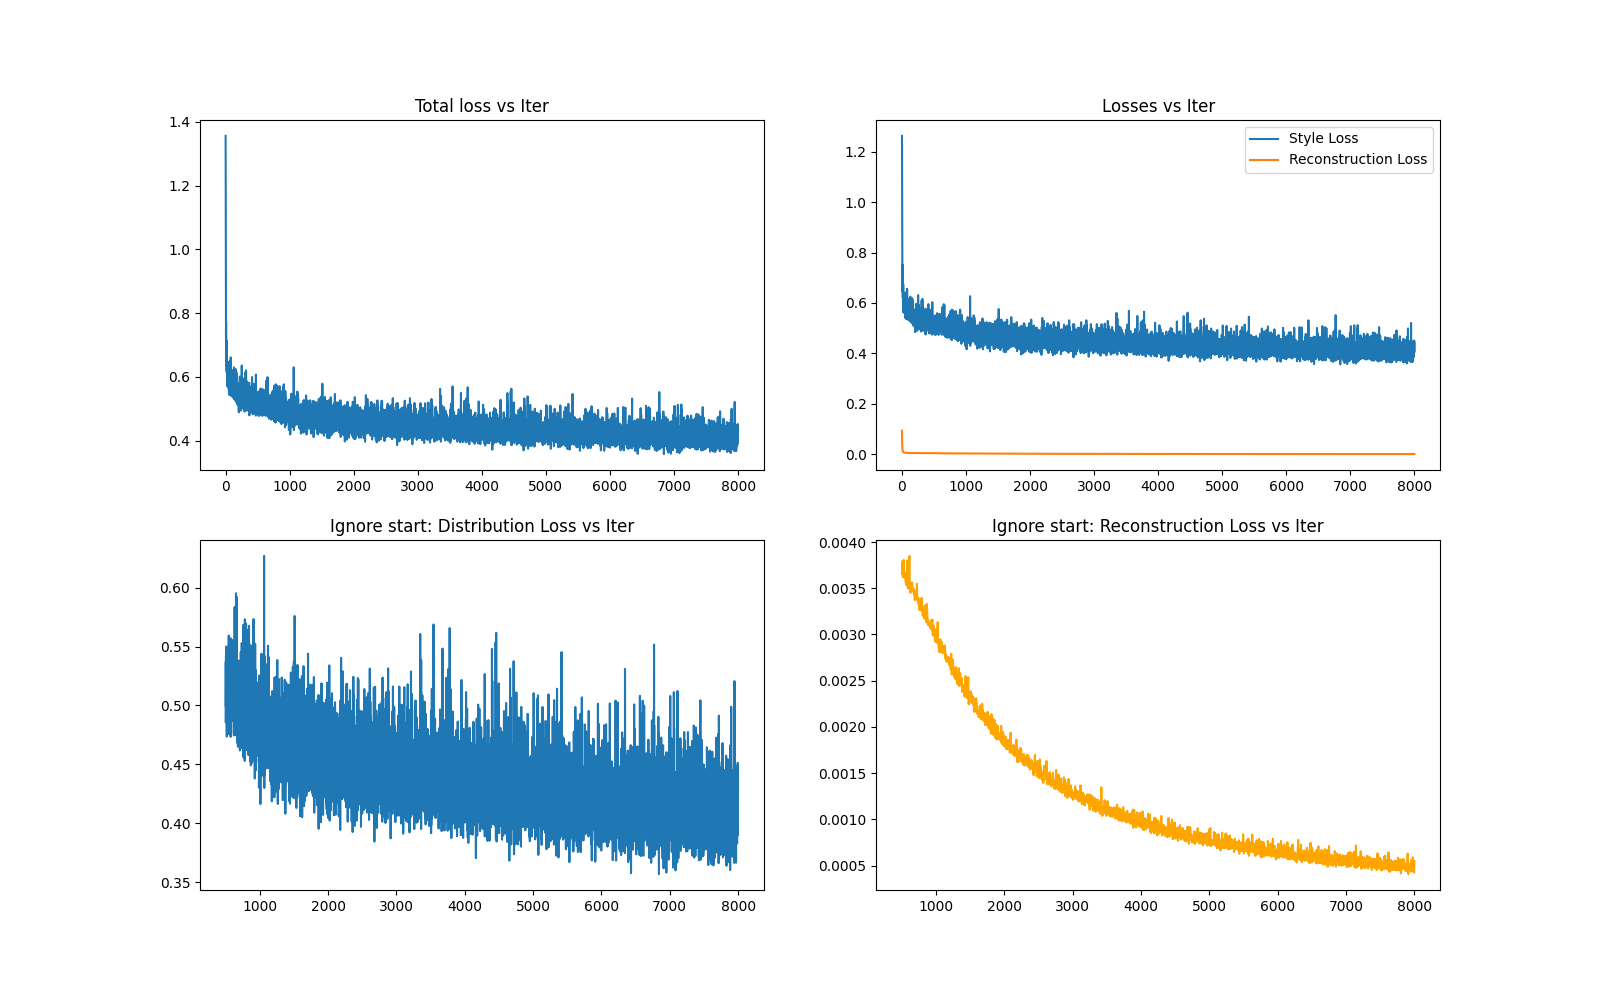 Total loss vs Iter
1.4
1.2
1.0
0.8
0.6
0.4
0 1000 2000 3000 4000 5000 6000 7000 8000
Losses vs Iter
Style Loss
Reconstruction Loss
1.2
1.0
0.8
0.6
0.4
0.2
0.0
0 1000 2000 3000 4000 5000 6000 7000 8000
Ignore start: Distribution Loss vs Iter
0.60
0.55
0.50
0.45
0.40
0.35
1000 2000 3000 4000 5000 6000 7000 8000
Ignore start: Reconstruction Loss vs Iter
0.0040
0.0035
0.0030
0.0025
0.0020
0.0015
0.0010
0.0005
1000 2000 3000 4000 5000 6000 7000 8000